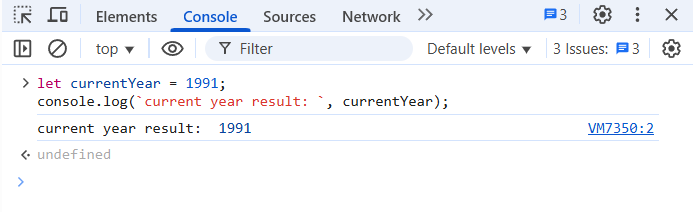 Elements Console Sources Network 3
top Filter Default levels 3 Issues: 3
let currentYear = 1991;
console.log(`current year result: `, currentYear);
current year result:  1991 VM7350:2
undefined